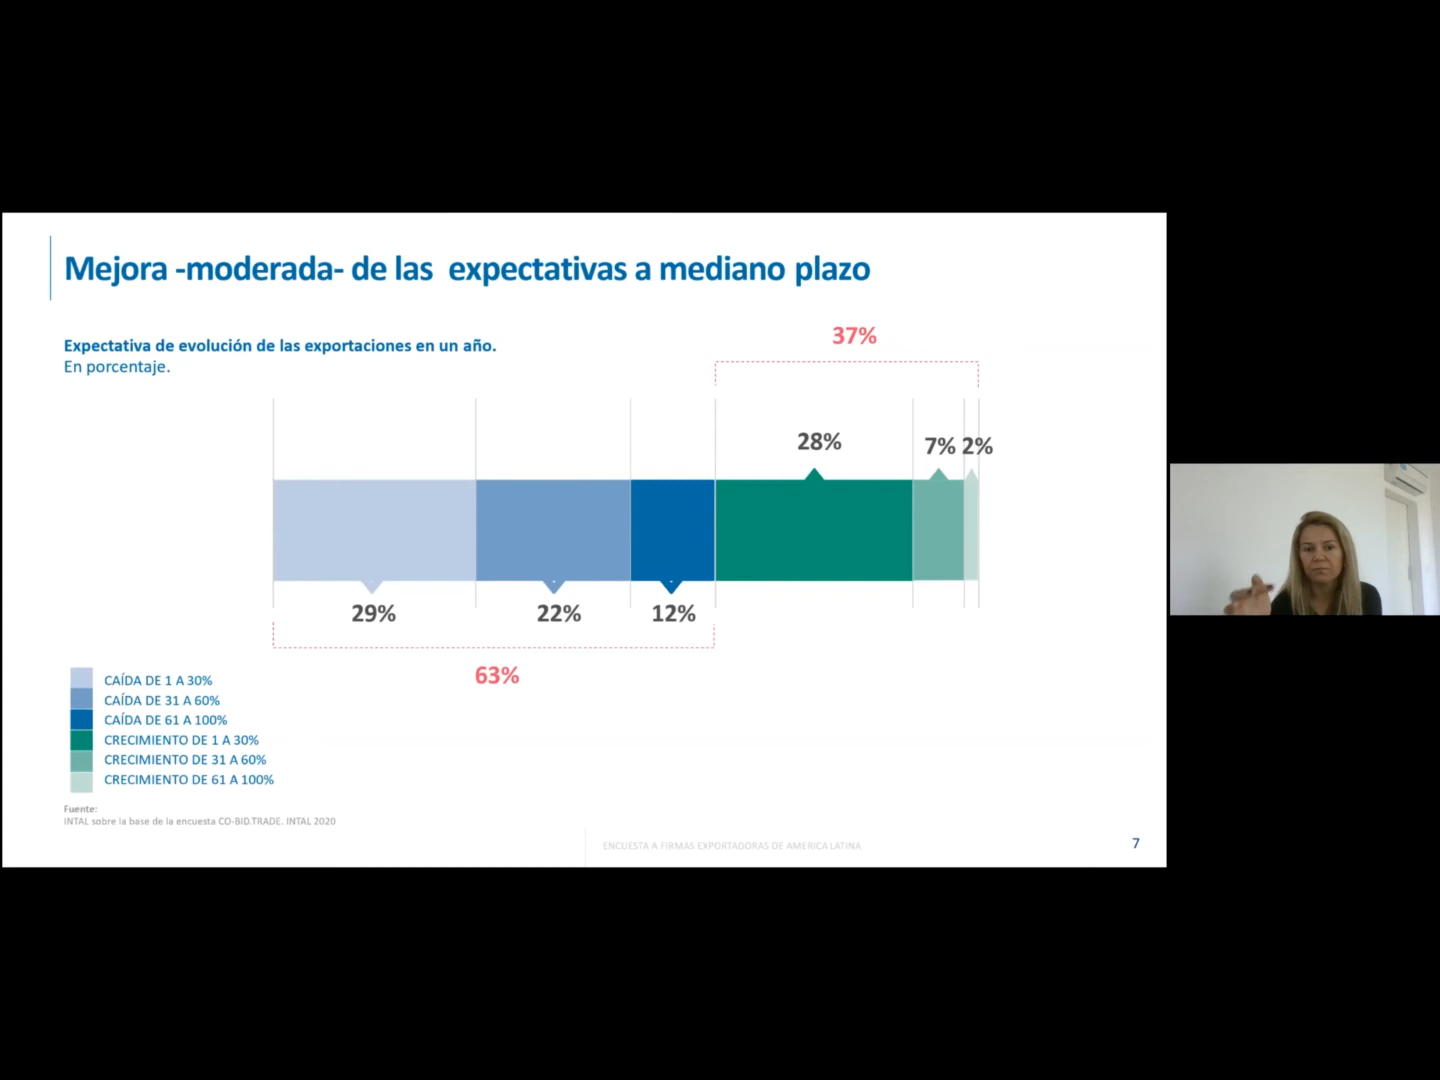 Mejora -moderada- de las expectativas a mediano plazo
Expectativa de evolución de las exportaciones en un año.
En porcentaje.
37%
28%
7%
2%
29%
22%
12%
63%
CAÍDA DE 1 A 30%
CAÍDA DE 31 A 60%
CAÍDA DE 61 A 100%
CRECIMIENTO DE 1 A 30%
CRECIMIENTO DE 31 A 60%
CRECIMIENTO DE 61 A 100%
Fuente:
INTAL sobre la base de la encuesta CO-BID.TRADE. INTAL 2020
ENCUESTA A FIRMAS EXPORTADORAS DE AMERICA LATINA
7